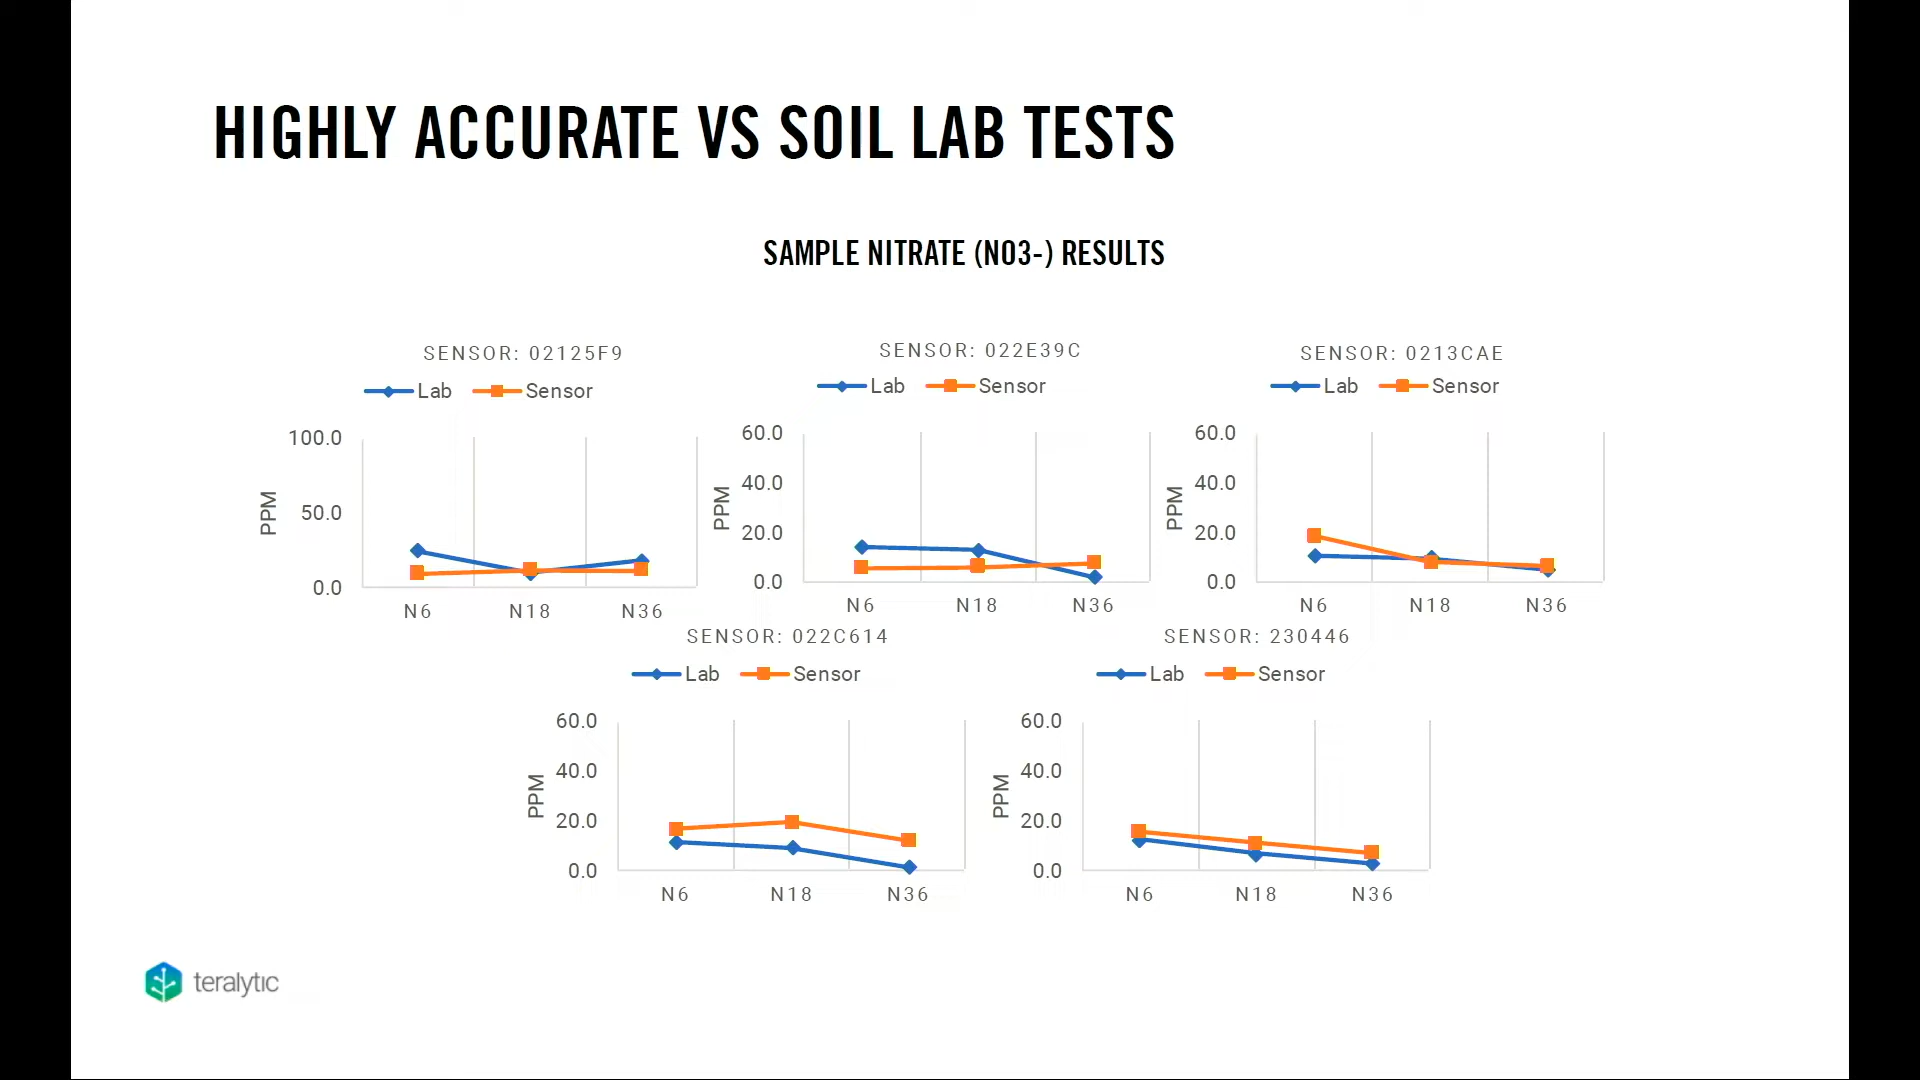 HIGHLY ACCURATE VS SOIL LAB TESTS
SAMPLE NITRATE (NO3-) RESULTS
SENSOR: 02125F9
Lab Sensor
100.0
50.0
0.0
PPM
N6 N18 N36
SENSOR: 022E39C
Lab Sensor
60.0
40.0
20.0
0.0
PPM
N6 N18 N36
SENSOR: 0213CAE
Lab Sensor
60.0
40.0
20.0
0.0
PPM
N6 N18 N36
SENSOR: 022C614
Lab Sensor
60.0
40.0
20.0
0.0
PPM
N6 N18 N36
SENSOR: 230446
Lab Sensor
60.0
40.0
20.0
0.0
PPM
N6 N18 N36
teralytic